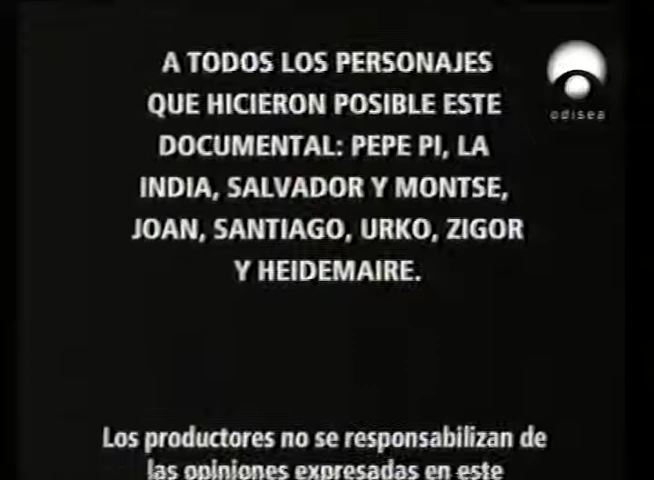 A TODOS LOS PERSONAJES
QUE HICIERON POSIBLE ESTE
DOCUMENTAL: PEPE PI, LA
INDIA, SALVADOR Y MONTSE,
JOAN, SANTIAGO, URKO, ZIGOR
Y HEIDEMAIRE.
odisea
Los productores no se responsabilizan de
las opiniones expresadas en este